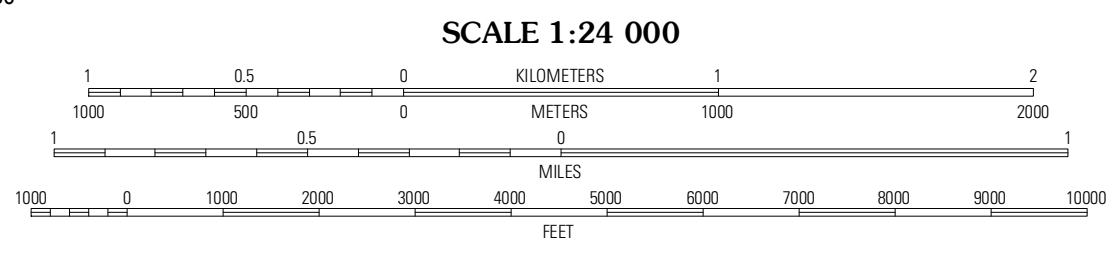 SCALE 1:24 000
1 0.5 0 KILOMETERS 1 2
1000 500 0 METERS 1000 2000
1 0.5 0 1
MILES
1000 0 1000 2000 3000 4000 5000 6000 7000 8000 9000 10000
FEET